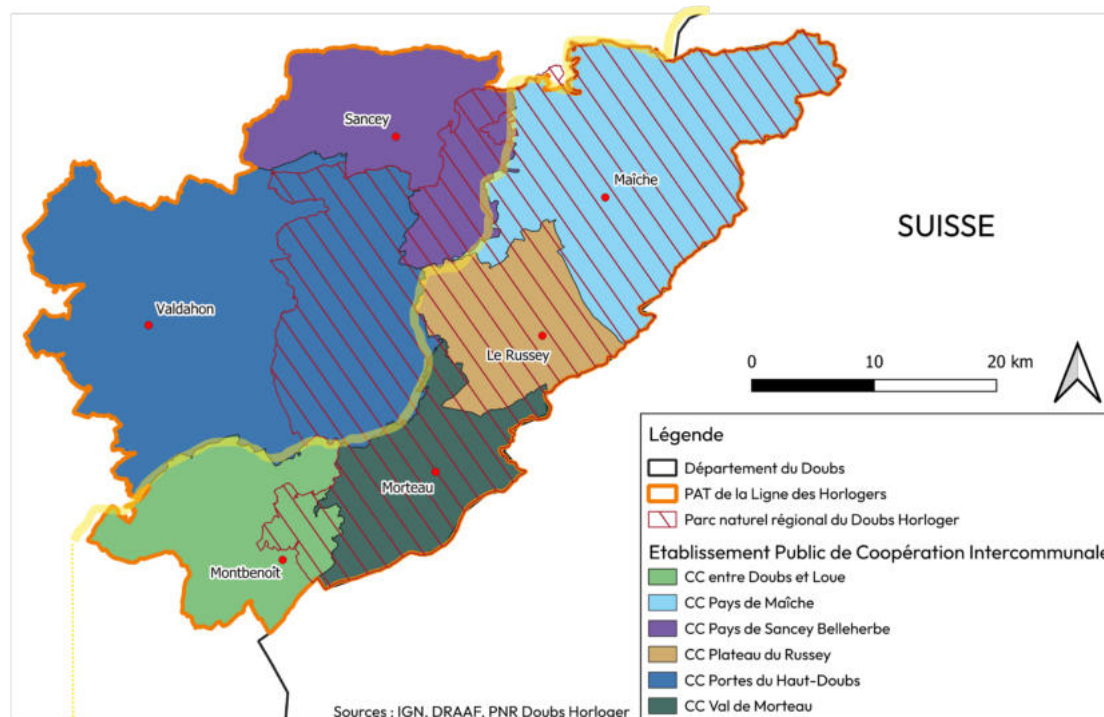 Sancey
Maîche
SUISSE
Valdahon
Le Russey
0 10 20 km
Morteau
Montbenoît
Légende
Département du Doubs
PAT de la Ligne des Horlogers
Parc naturel régional du Doubs Horloger
Etablissement Public de Coopération Intercommunale
CC entre Doubs et Loue
CC Pays de Maîche
CC Pays de Sancey Belleherbe
CC Plateau du Russey
CC Portes du Haut-Doubs
CC Val de Morteau
Sources : IGN, DRAAF, PNR Doubs Horloger